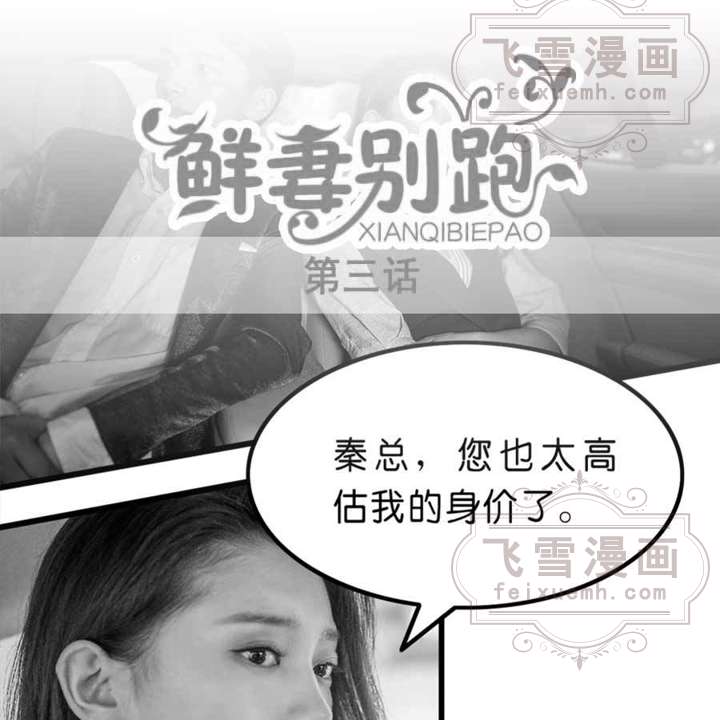 飞雪漫画
feixuemh.com
鲜妻别跑
XIANQIBIEPAO
第三话
秦总，您也太高
估我的身价了。
飞雪漫画
feixuemh.com